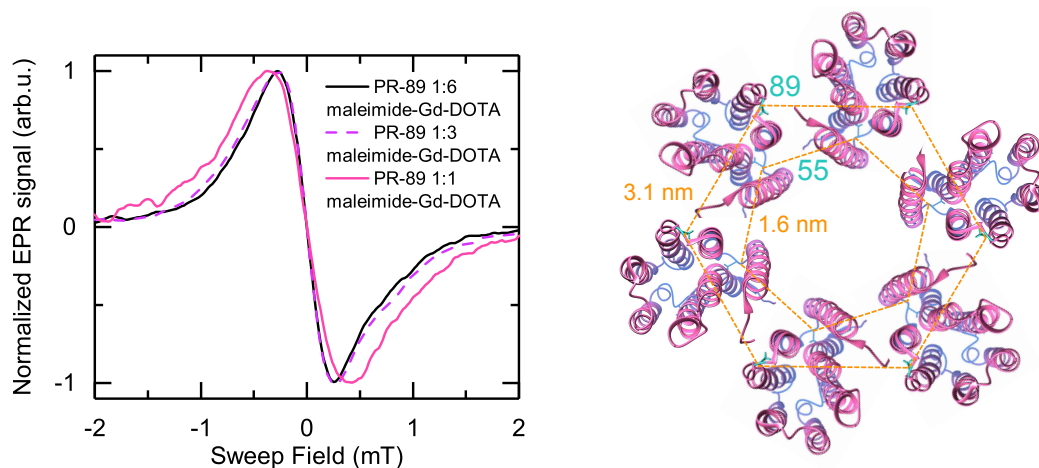 Normalized EPR signal (arb.u.)
1
0
-1
-2
-1
0
1
2
Sweep Field (mT)
PR-89 1:6
maleimide-Gd-DOTA
PR-89 1:3
maleimide-Gd-DOTA
PR-89 1:1
maleimide-Gd-DOTA
89
55
3.1 nm
1.6 nm